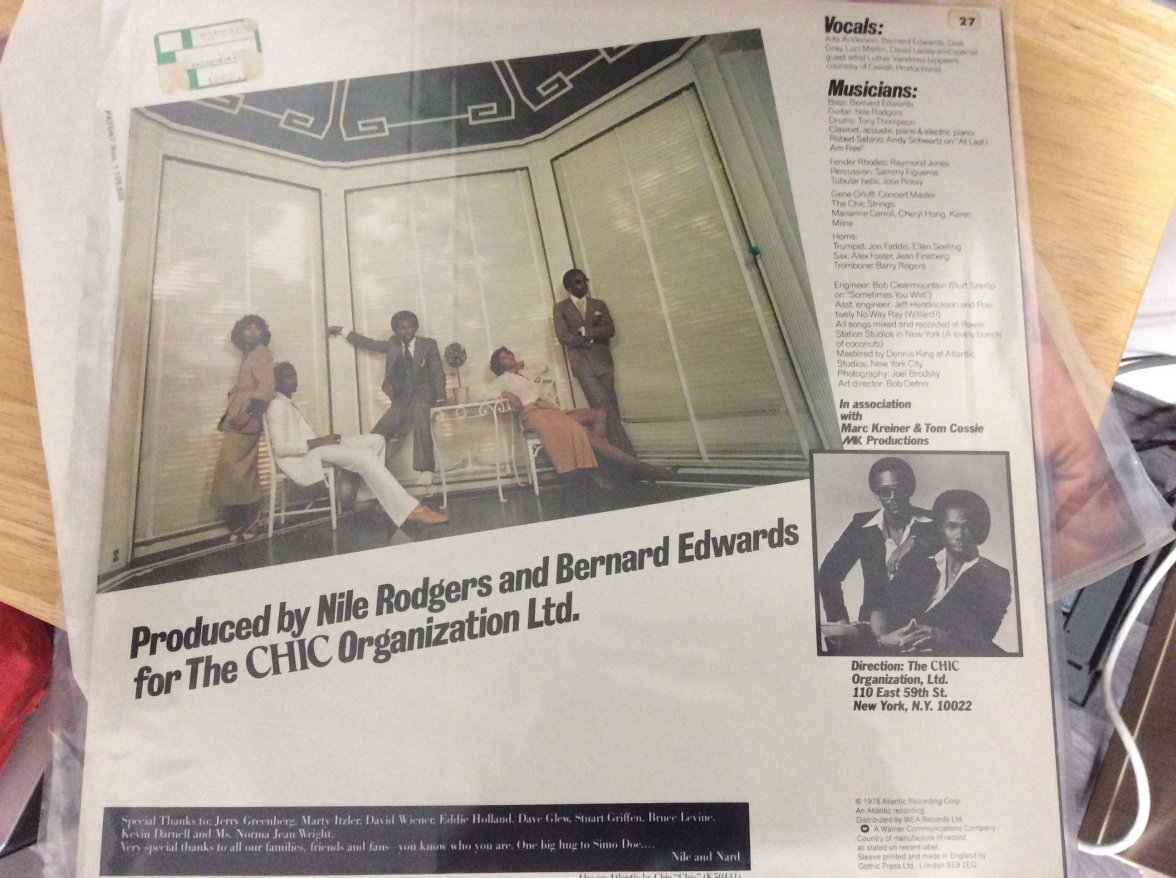 27
Vocals:
Alfa Anderson, Bernard Edwards, Diva
Gray, Luci Martin, David Lasley and special
guest artist Luther Vandross (appears
courtesy of Cotillion Productions)
Musicians:
Bass: Bernard Edwards
Guitar: Nile Rodgers
Drums: Tony Thompson
Clavinet, acoustic piano & electric piano:
Robert Sabino; Andy Schwartz on "At Last I
Am Free"
Fender Rhodes: Raymond Jones
Percussion: Sammy Figueroa
Tubular bells: Jose Rossy
Gene Orloff: Concert Master
The Chic Strings:
Marianne Carroll, Cheryl Hong, Karen
Milne
Horns:
Trumpet: Jon Faddis, Ellen Seeling
Sax: Alex Foster, Jean Fineberg
Trombone: Barry Rogers
Engineer: Bob Clearmountain (Burt Szerlip
on "Sometimes You Win")
Asst. engineer: Jeff Hendrickson and Posi-
tively No Way Ray (Willard?)
All songs mixed and recorded at Power
Station Studios in New York (A lovely bunch
of coconuts)
Mastered by Dennis King at Atlantic
Studios, New York City
Photography: Joel Brodsky
Art director: Bob Defrin
In association
with
Marc Kreiner & Tom Cossie
MK Productions
Produced by Nile Rodgers and Bernard Edwards
for The CHIC Organization Ltd.
Direction: The CHIC
Organization, Ltd.
110 East 59th St.
New York, N.Y. 10022
Special Thanks to: Jerry Greenberg, Marty Itzler, David Wiener, Eddie Holland, Dave Glew, Stuart Griffen, Bruce Levine,
Kevin Darnell and Ms. Norma Jean Wright.
Very special thanks to all our families, friends and fans—you know who you are. One big hug to Simo Doe....
Nile and Nard
Also on Atlantic by Chic "Chic" (K50441)
© 1978 Atlantic Recording Corp.
An Atlantic recording
Distributed by WEA Records Ltd.
A Warner Communications Company
Country of manufacture of record
as stated on record label.
Sleeve printed and made in England by
Gothic Press Ltd., London SE9 2EQ